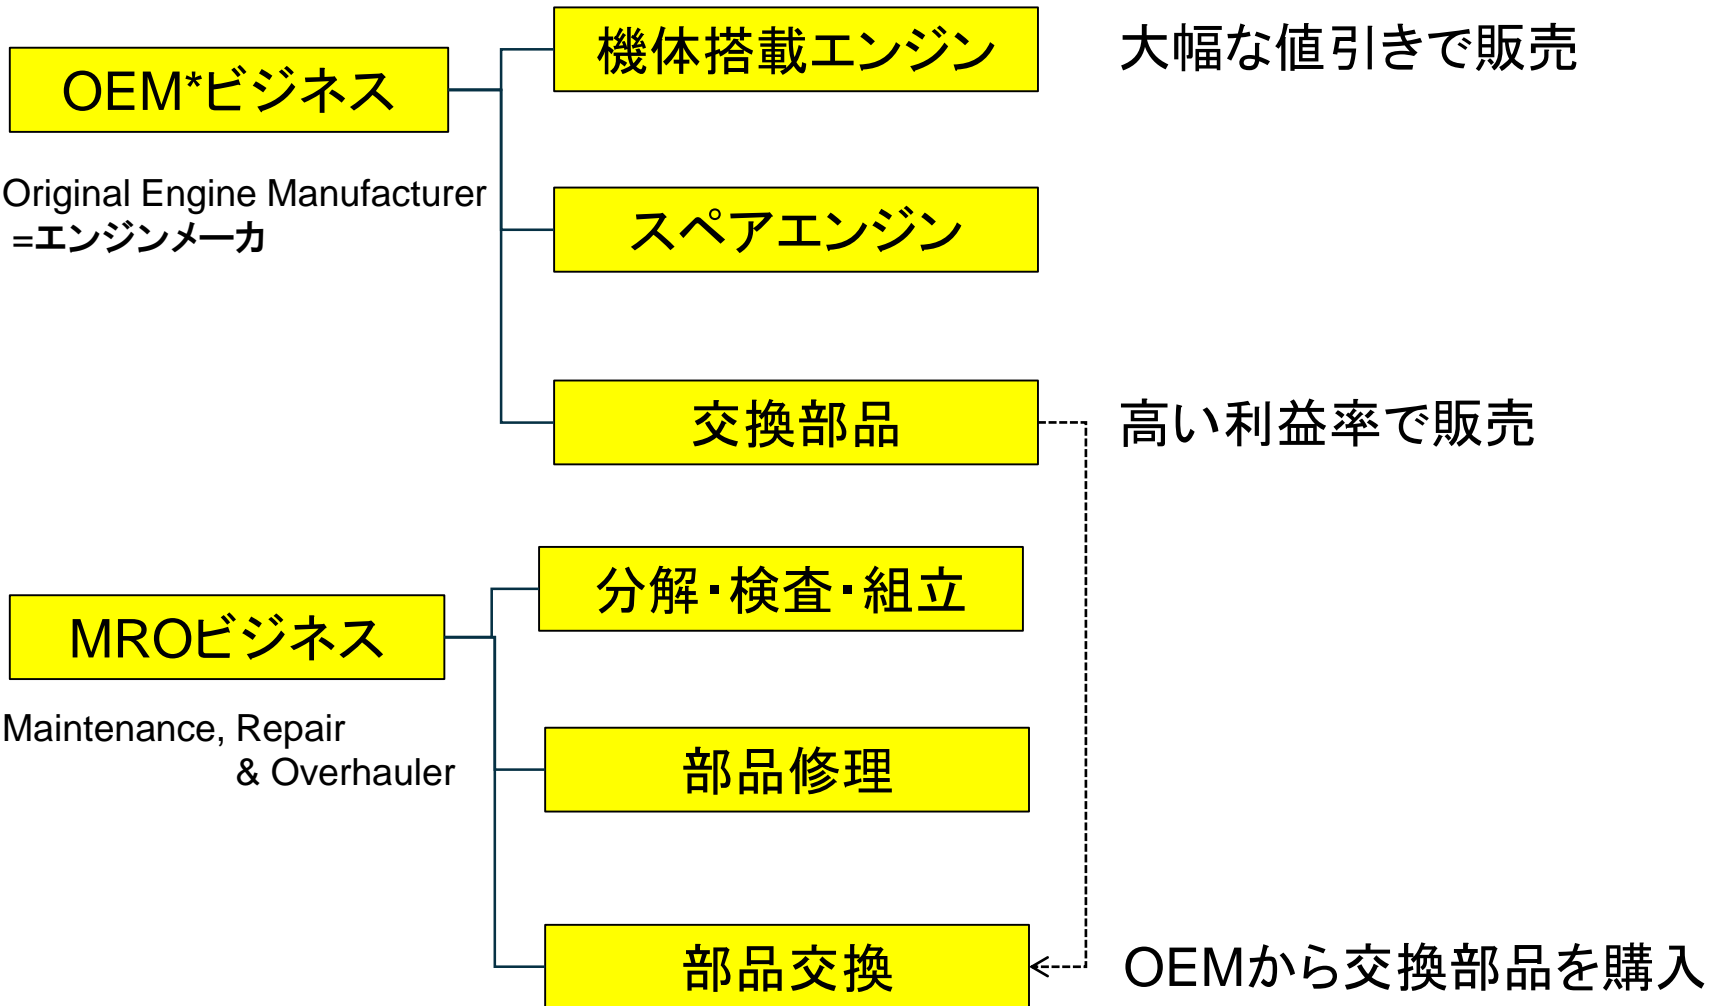 機体搭載エンジン
大幅な値引きで販売
OEM*ビジネス
Original Engine Manufacturer
=エンジンメーカ
スペアエンジン
交換部品
高い利益率で販売
分解・検査・組立
MROビジネス
Maintenance, Repair
& Overhauler
部品修理
部品交換
OEMから交換部品を購入